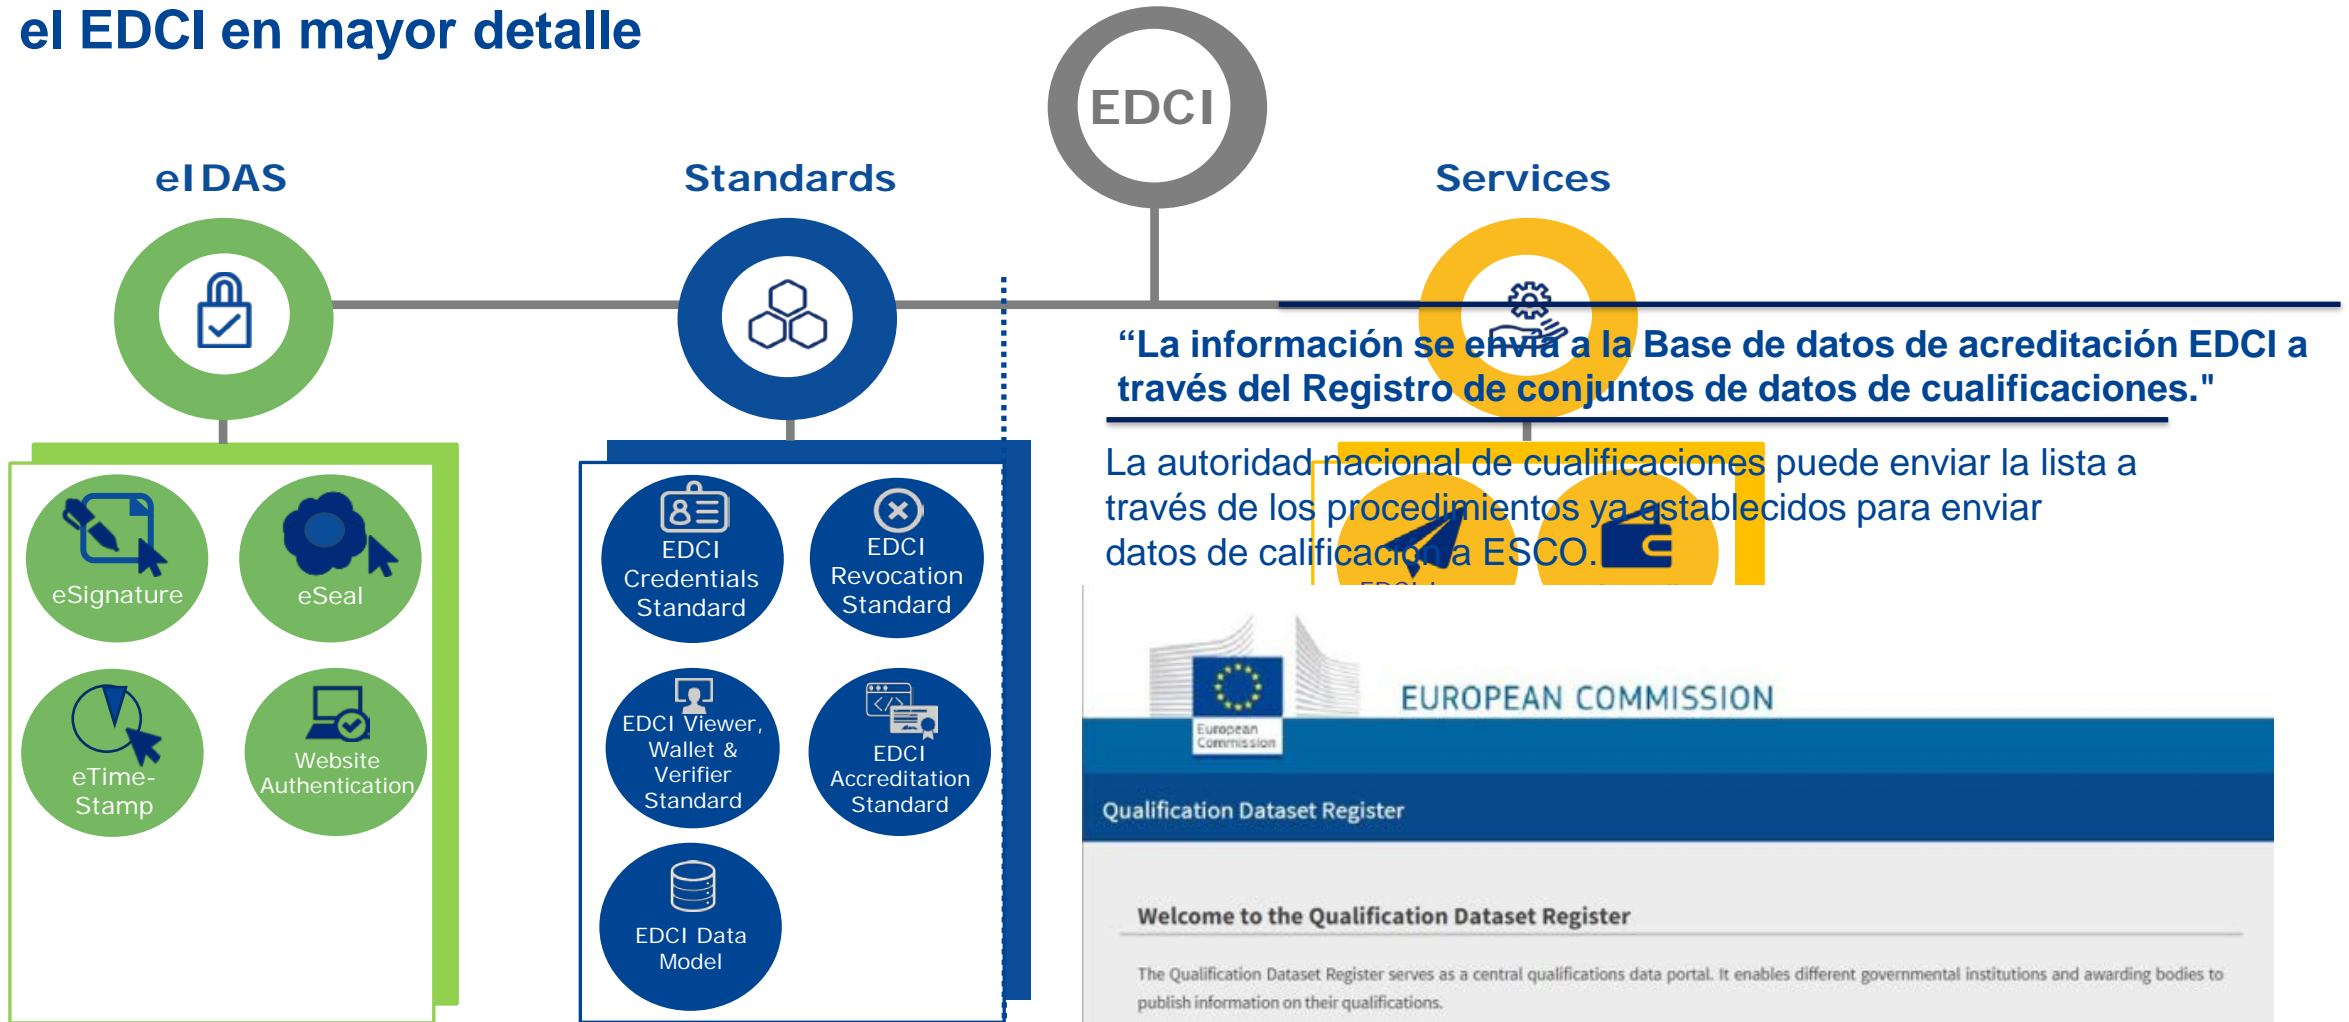 el EDCI en mayor detalle
EDCI
eIDAS
Standards
Services
eSignature
eSeal
eTime-
Stamp
Website
Authentication
EDCI
Credentials
Standard
EDCI
Revocation
Standard
EDCI Viewer,
Wallet &
Verifier
Standard
EDCI
Accreditation
Standard
EDCI Data
Model
“La información se envía a la Base de datos de acreditación EDCI a
través del Registro de conjuntos de datos de cualificaciones."
La autoridad nacional de cualificaciones puede enviar la lista a
través de los procedimientos ya establecidos para enviar
datos de calificación a ESCO.
European
Commission
EUROPEAN COMMISSION
Qualification Dataset Register
Welcome to the Qualification Dataset Register
The Qualification Dataset Register serves as a central qualifications data portal. It enables different governmental institutions and awarding bodies to
publish information on their qualifications.